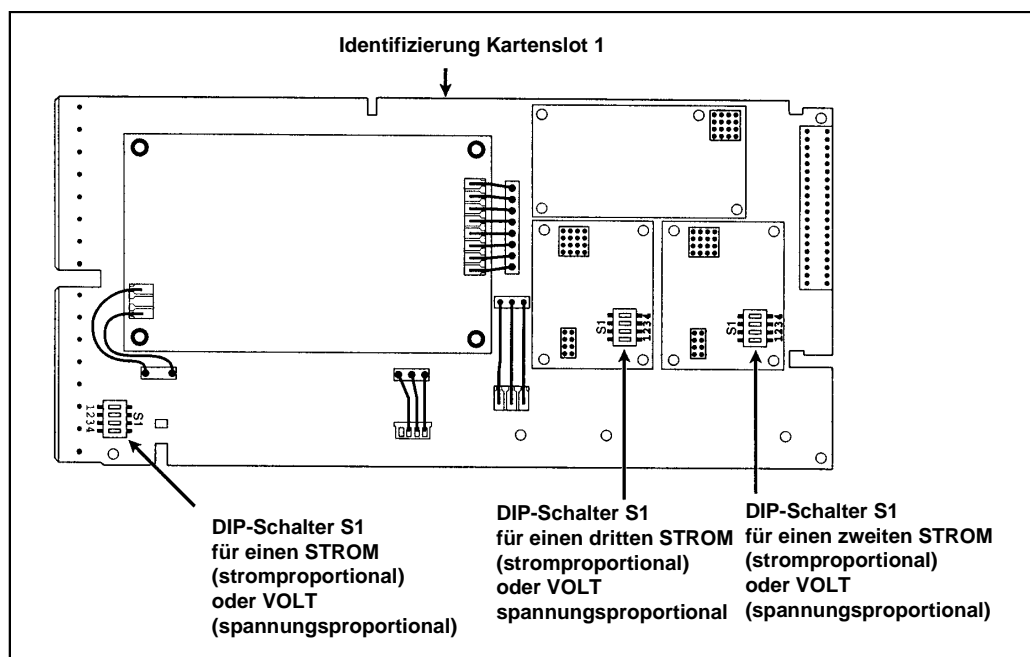 Identifizierung Kartenslot 1
S1
1234
S1
1234
1234
S1
DIP-Schalter S1
für einen STROM
(stromproportional)
oder VOLT
(spannungsproportional)
DIP-Schalter S1
für einen dritten STROM
(stromproportional)
oder VOLT
spannungsproportional
DIP-Schalter S1
für einen zweiten STROM
(stromproportional)
oder VOLT
(spannungsproportional)